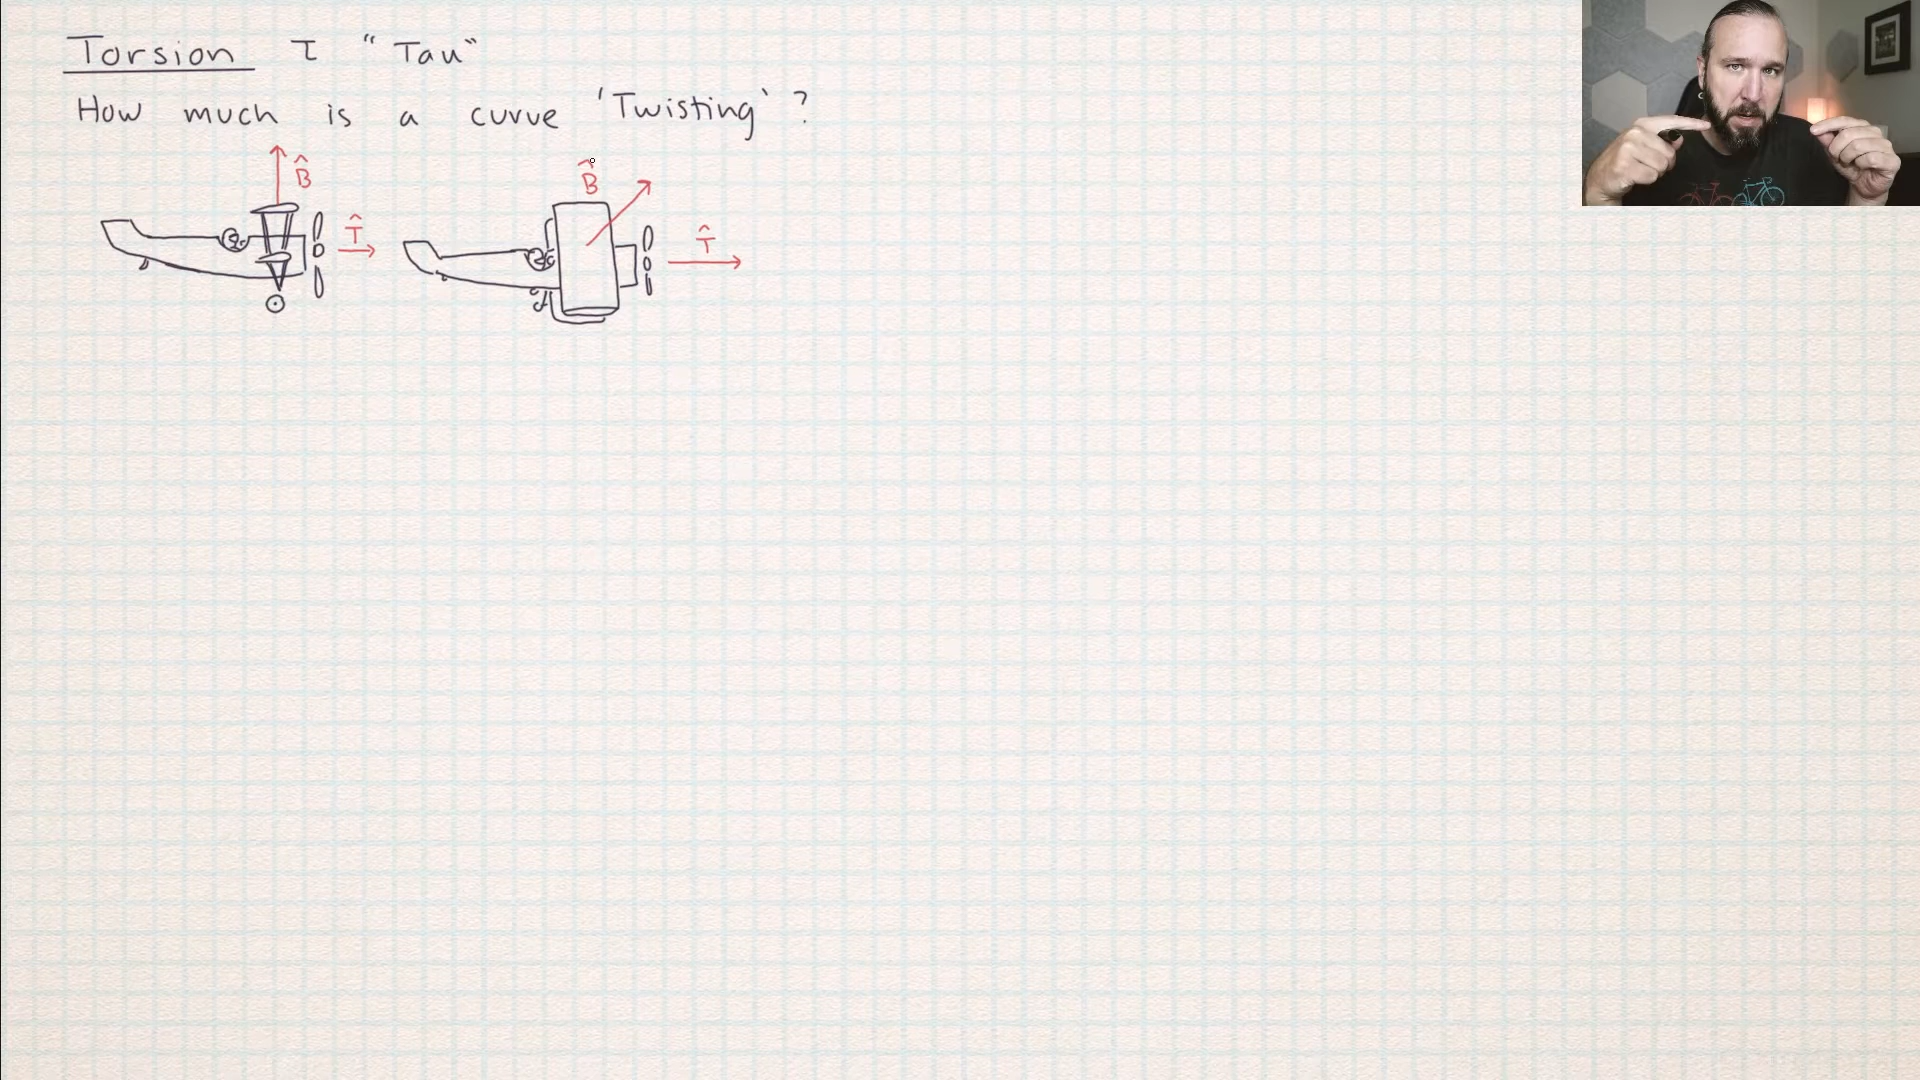 Torsion τ "Tau"
How much is a curve 'Twisting'?
B̂ T̂
B̂ T̂